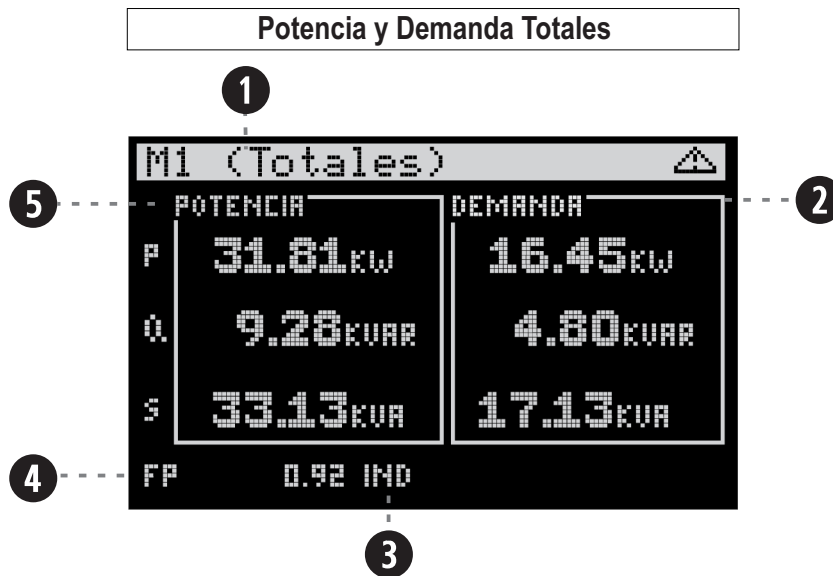 Potencia y Demanda Totales
1
M1 (Totales)
5 POTENCIA DEMANDA 2
P 31.81KW 16.45KW
Q 9.28KVAR 4.80KVAR
S 33.13KVA 17.13KVA
4 FP 0.92 IND
3